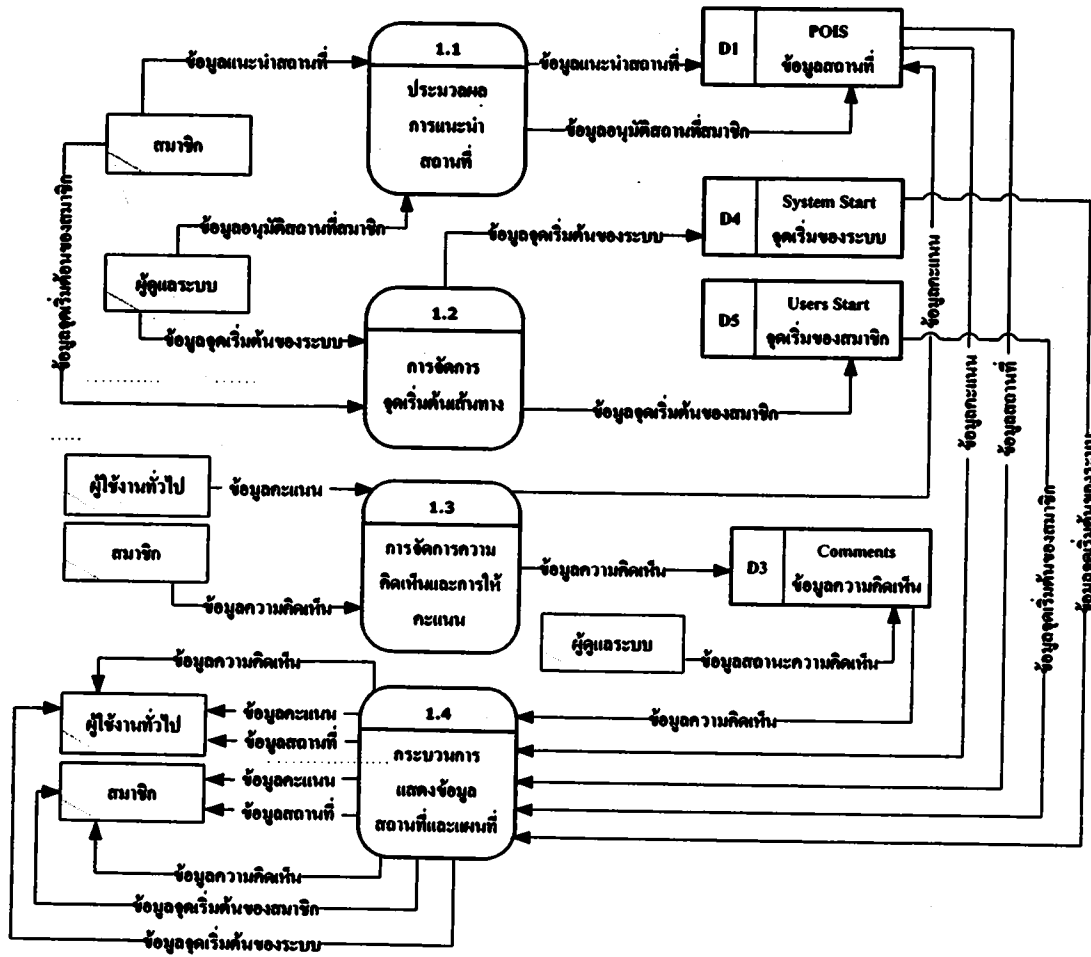 1.1
ประมวลผล
การแนะนำ
สถานที่
ข้อมูลแนะนำสถานที่
ข้อมูลแนะนำสถานที่
D1
POIS
ข้อมูลสถานที่
สมาชิก
ข้อมูลอนุมัติสถานที่สมาชิก
ข้อมูลอนุมัติสถานที่สมาชิก
ข้อมูลจุดเริ่มต้อนของสมาชิก
ผู้ดูแลระบบ
ข้อมูลจุดเริ่มต้นของระบบ
ข้อมูลจุดเริ่มต้นของระบบ
D4
System Start
จุดเริ่มของระบบ
D5
Users Start
จุดเริ่มของสมาชิก
1.2
การจัดการ
จุดเริ่มต้นเส้นทาง
ข้อมูลจุดเริ่มต้นของสมาชิก
ข้อมูลคะแนน
ข้อมูลคะแนน
ข้อมูลสถานที่
ข้อมูลจุดเริ่มต้นของสมาชิก
ข้อมูลจุดเริ่มต้นของระบบ
ผู้ใช้งานทั่วไป
ข้อมูลคะแนน
สมาชิก
ข้อมูลความคิดเห็น
1.3
การจัดการความ
คิดเห็นและการให้
คะแนน
ข้อมูลความคิดเห็น
D3
Comments
ข้อมูลความคิดเห็น
ผู้ดูแลระบบ
ข้อมูลสถานะความคิดเห็น
ข้อมูลความคิดเห็น
ข้อมูลความคิดเห็น
ผู้ใช้งานทั่วไป
ข้อมูลคะแนน
ข้อมูลสถานที่
สมาชิก
ข้อมูลคะแนน
ข้อมูลสถานที่
1.4
กระบวนการ
แสดงข้อมูล
สถานที่และแผนที่
ข้อมูลความคิดเห็น
ข้อมูลจุดเริ่มต้นของสมาชิก
ข้อมูลจุดเริ่มต้นของระบบ